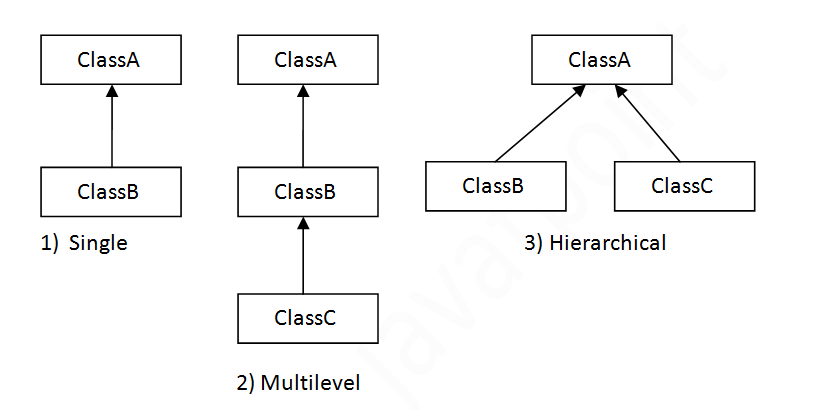 ClassA
ClassB
1) Single
ClassA
ClassB
ClassC
2) Multilevel
ClassA
ClassB
ClassC
3) Hierarchical